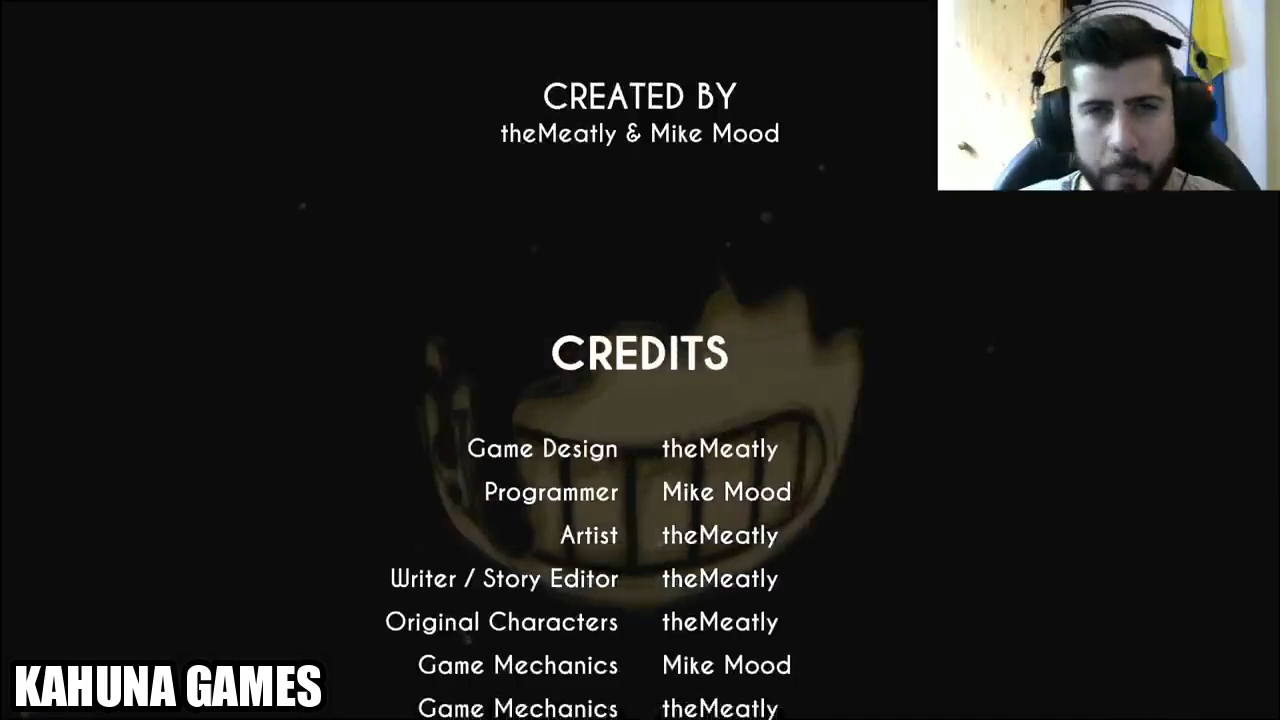 CREATED BY
theMeatly & Mike Mood
CREDITS
Game Design theMeatly
Programmer Mike Mood
Artist theMeatly
Writer / Story Editor theMeatly
Original Characters theMeatly
Game Mechanics Mike Mood
Game Mechanics theMeatly
KAHUNA GAMES